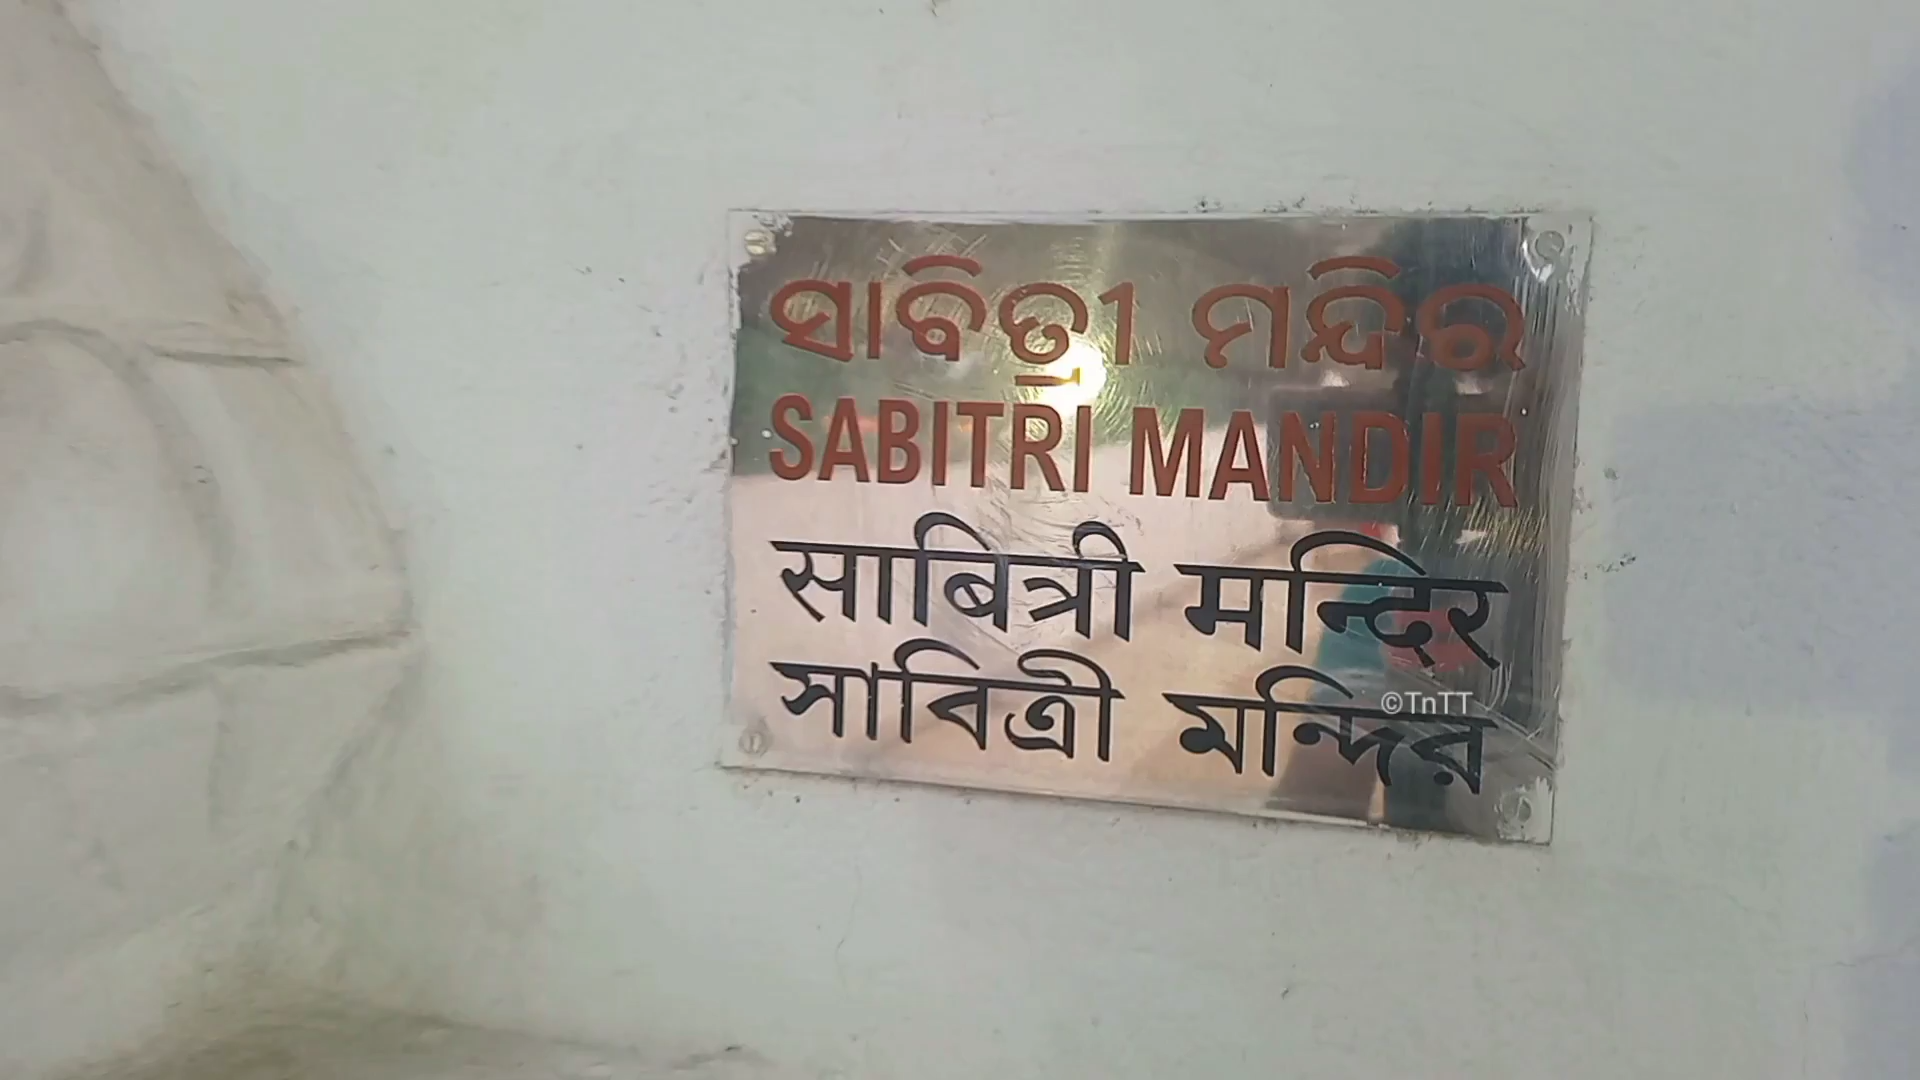 ସାବିତ୍ରୀ ମନ୍ଦିର
SABITRI MANDIR
साबित्री मन्दिर
সাবিত্রী মন্দির
©TnTT